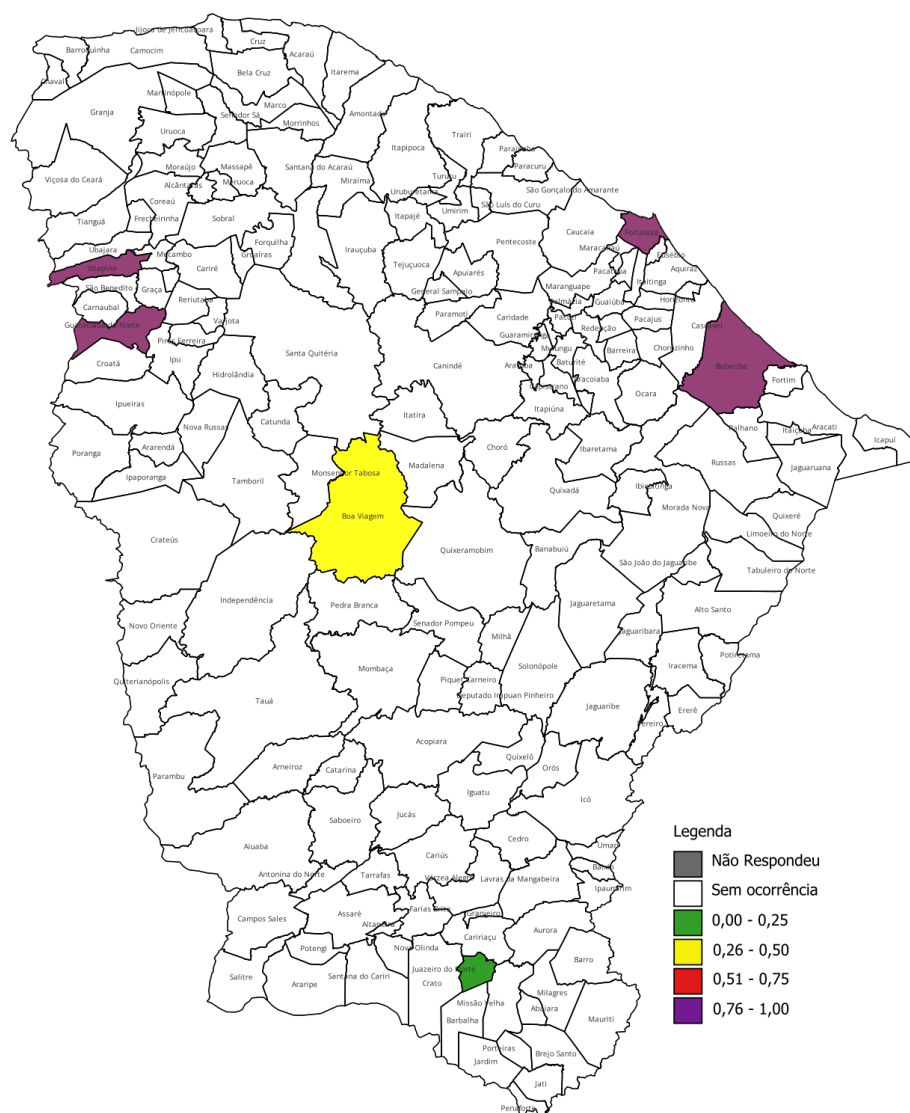 Jijoca de Jericoacoara
Cruz
Barroquinha
Camocim
Acaraú
Itarema
Chaval
Bela Cruz
Martinópole
Marco
Granja
Senador Sá
Amontada
Morrinhos
Uruoca
Trairi
Itapipoca
Paraipaba
Moraújo
Massapê
Santana do Acaraú
Paracuru
Viçosa do Ceará
Alcântaras
Meruoca
Miraíma
Tururu
Uruburetama
São Gonçalo do Amarante
Coreaú
São Luís do Curu
Tianguá
Frecheirinha
Sobral
Itapajé
Umirim
Caucaia
Fortaleza
Ubajara
Mucambo
Forquilha
Groaíras
Irauçuba
Pentecoste
Maracanaú
Eusébio
Ibiapina
Cariré
Tejuçuoca
Apuiarés
Pacatuba
Aquiraz
São Benedito
Graça
General Sampaio
Maranguape
Itaitinga
Carnaubal
Reriutaba
Palmácia
Guaiúba
Horizonte
Guaraciaba do Norte
Varjota
Paramoti
Caridade
Pacoti
Redenção
Pacajus
Cascavel
Pires Ferreira
Guaramiranga
Mulungu
Chorozinho
Croatá
Ipu
Santa Quitéria
Canindé
Aratuba
Baturité
Barreira
Beberibe
Hidrolândia
Capistrano
Aracoiaba
Fortim
Ipueiras
Itatira
Itapiúna
Ocara
Nova Russas
Catunda
Palhano
Itaiçaba
Aracati
Poranga
Ararendá
Choró
Ibaretama
Icapuí
Ipaporanga
Tamboril
Monsenhor Tabosa
Madalena
Russas
Jaguaruana
Quixadá
Ibicuitinga
Morada Nova
Quixeré
Boa Viagem
Limoeiro do Norte
Crateús
Quixeramobim
Banabuiú
São João do Jaguaribe
Tabuleiro do Norte
Independência
Pedra Branca
Jaguaretama
Alto Santo
Novo Oriente
Senador Pompeu
Milhã
Jaguaribara
Potiretama
Quiterianópolis
Mombaça
Piquet Carneiro
Solonópole
Iracema
Deputado Irapuan Pinheiro
Tauá
Jaguaribe
Ererê
Pereiro
Acopiara
Quixelô
Parambu
Arneiroz
Catarina
Orós
Iguatu
Icó
Saboeiro
Jucás
Aiuaba
Cedro
Umari
Cariús
Baixio
Antonina do Norte
Tarrafas
Várzea Alegre
Lavras da Mangabeira
Ipaumirim
Campos Sales
Assaré
Farias Brito
Granjeiro
Altaneira
Caririaçu
Aurora
Potengi
Nova Olinda
Barro
Salitre
Araripe
Santana do Cariri
Crato
Juazeiro do Norte
Milagres
Missão Velha
Abaiara
Mauriti
Barbalha
Porteiras
Brejo Santo
Jardim
Jati
Penaforte
Legenda
Não Respondeu
Sem ocorrência
0,00 - 0,25
0,26 - 0,50
0,51 - 0,75
0,76 - 1,00